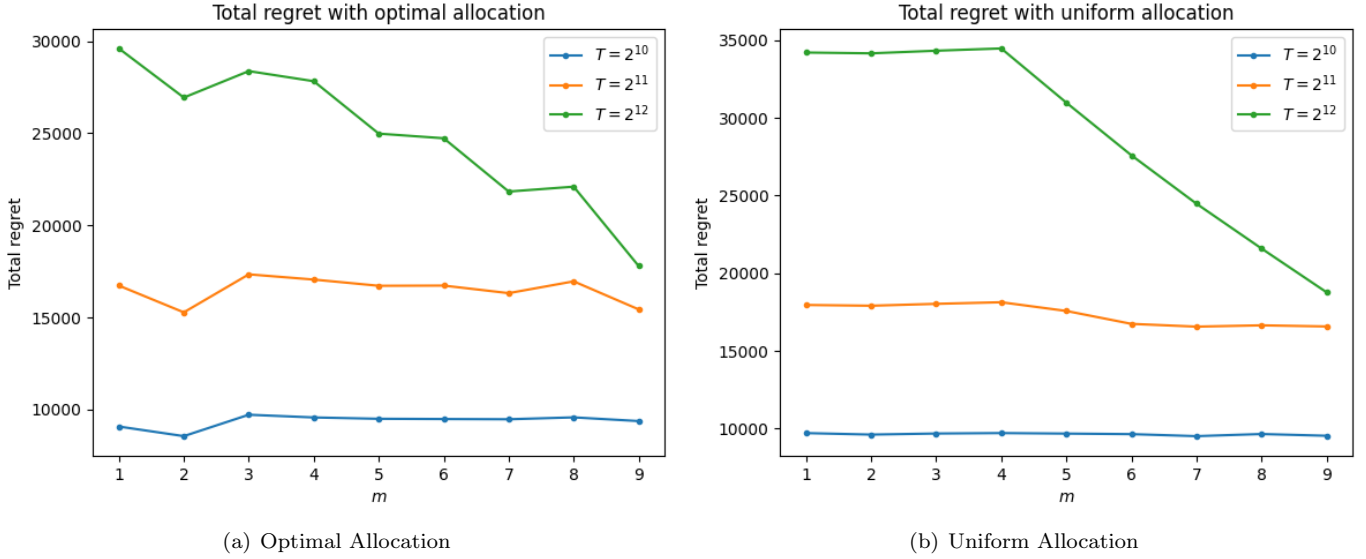 Total regret with optimal allocation
30000
25000
20000
15000
10000
Total regret
T = 2^10
T = 2^11
T = 2^12
1 2 3 4 5 6 7 8 9
m
(a) Optimal Allocation
Total regret with uniform allocation
35000
30000
25000
20000
15000
10000
Total regret
T = 2^10
T = 2^11
T = 2^12
1 2 3 4 5 6 7 8 9
m
(b) Uniform Allocation